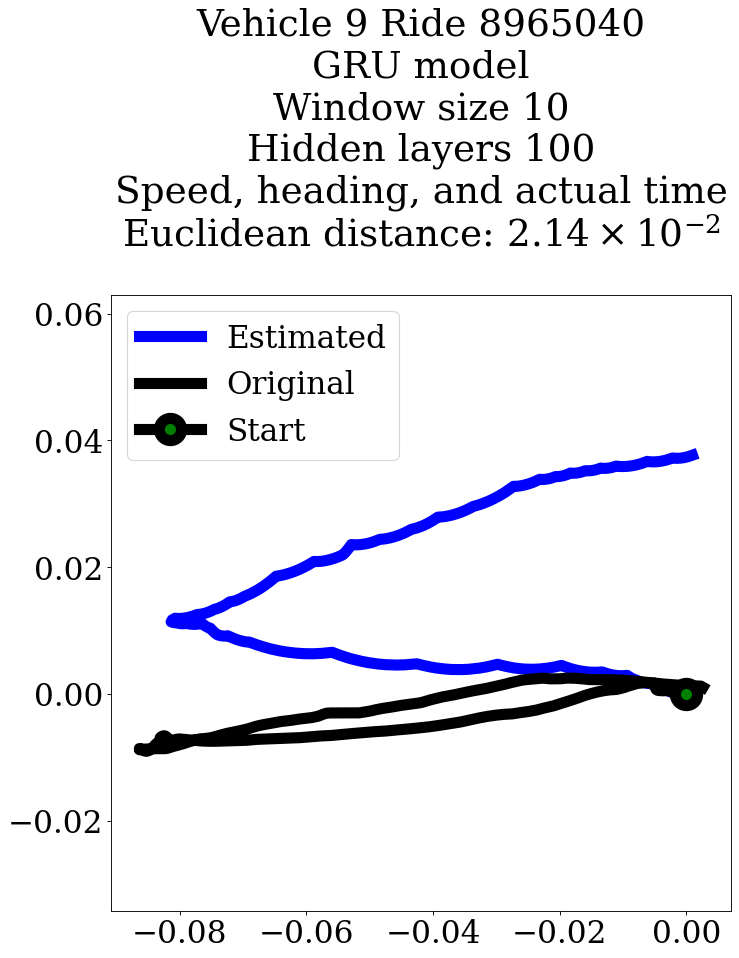 Vehicle 9 Ride 8965040
GRU model
Window size 10
Hidden layers 100
Speed, heading, and actual time
Euclidean distance: 2.14 × 10⁻²
0.06
0.04
0.02
0.00
−0.02
Estimated
Original
Start
−0.08
−0.06
−0.04
−0.02
0.00